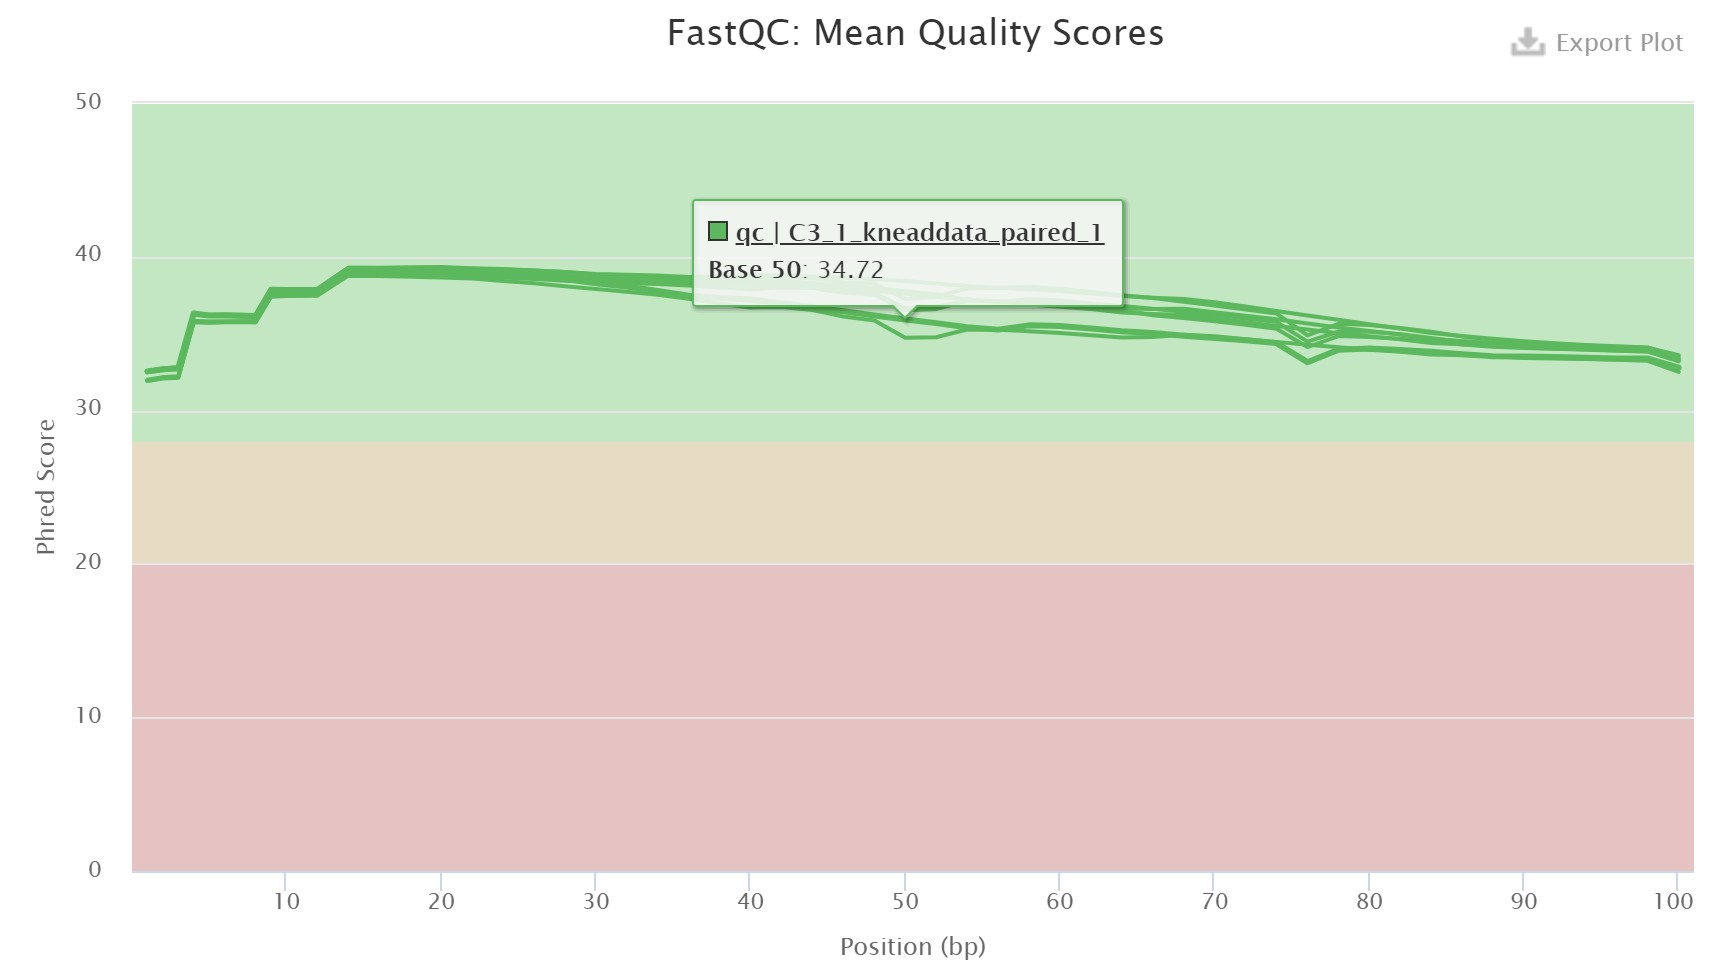 FastQC: Mean Quality Scores
Export Plot
50
40
30
20
10
0
Phred Score
qc | C3_1_kneaddata_paired_1
Base 50: 34.72
10 20 30 40 50 60 70 80 90 100
Position (bp)